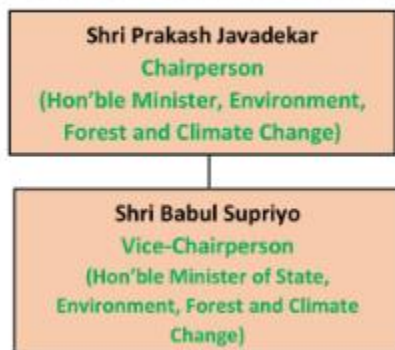 Shri Prakash Javadekar
Chairperson
(Hon'ble Minister, Environment,
Forest and Climate Change)
Shri Babul Supriyo
Vice-Chairperson
(Hon'ble Minister of State,
Environment, Forest and Climate
Change)